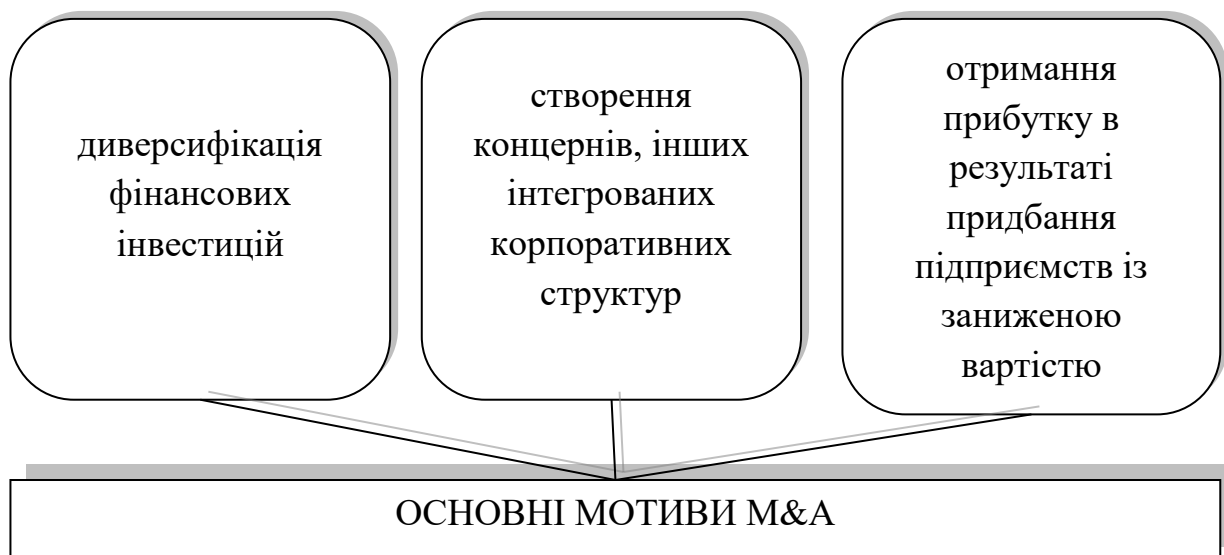 диверсифікація
фінансових
інвестицій
створення
концернів, інших
інтегрованих
корпоративних
структур
отримання
прибутку в
результаті
придбання
підприємств із
заниженою
вартістю
ОСНОВНІ МОТИВИ M&A